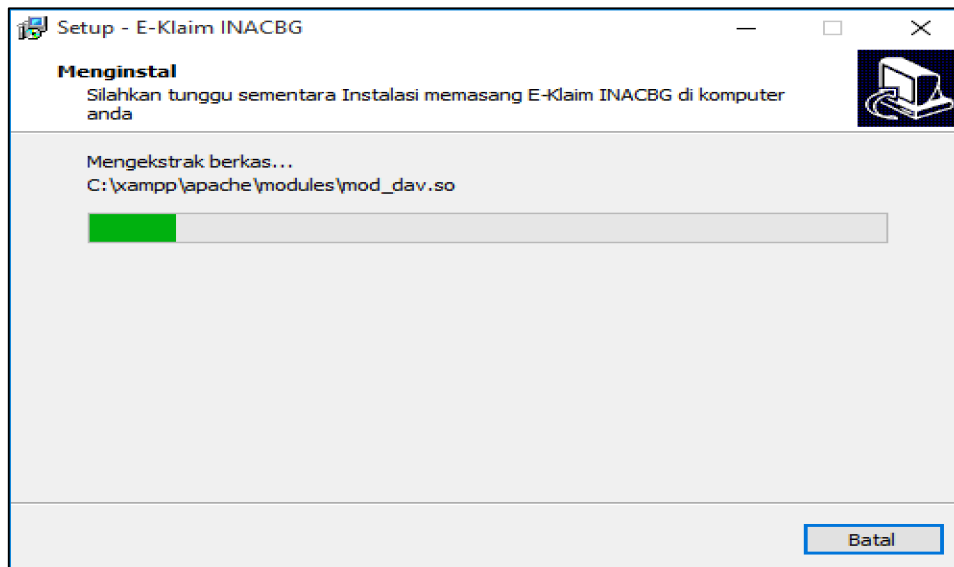 Setup - E-Klaim INACBG
Menginstal
Silahkan tunggu sementara Instalasi memasang E-Klaim INACBG di komputer
anda
Mengekstrak berkas...
C:\xampp\apache\modules\mod_dav.so
Batal